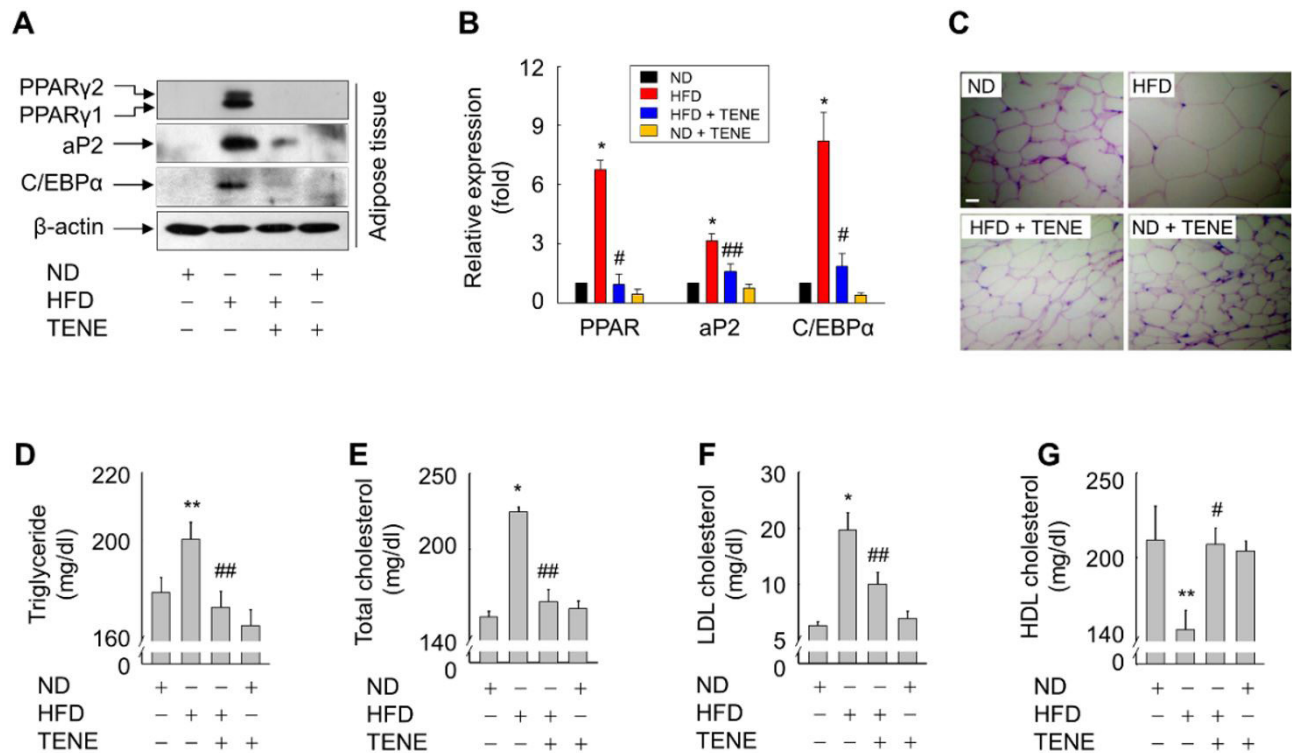 A
PPARγ2
PPARγ1
aP2
C/EBPα
β-actin
Adipose tissue
ND + − − +
HFD − + + −
TENE − − + +
B
Relative expression
(fold)
12
9
6
3
0
ND
HFD
HFD + TENE
ND + TENE
* # * ## * #
PPAR aP2 C/EBPα
C
ND HFD
HFD + TENE ND + TENE
D
Triglyceride
(mg/dl)
220
200
160
0
** ##
ND + − − +
HFD − + + −
TENE − − + +
E
Total cholesterol
(mg/dl)
250
200
140
0
* ##
ND + − − +
HFD − + + −
TENE − − + +
F
LDL cholesterol
(mg/dl)
30
20
10
5
0
* ##
ND + − − +
HFD − + + −
TENE − − + +
G
HDL cholesterol
(mg/dl)
250
200
140
0
** #
ND + − − +
HFD − + + −
TENE − − + +